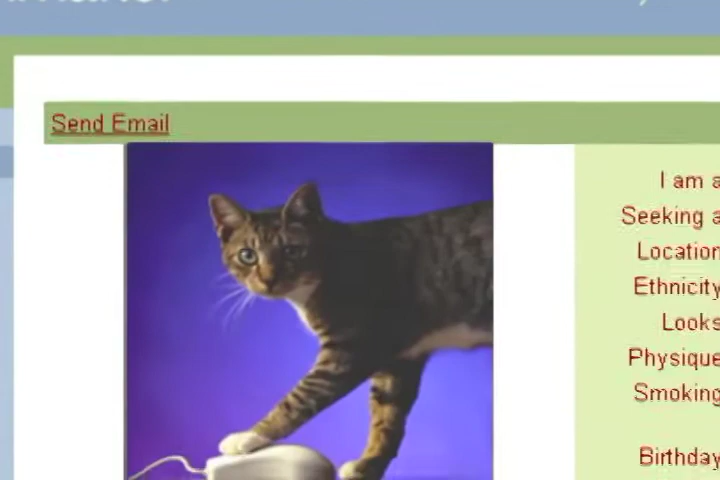 Send Email
I am a
Seeking a
Location
Ethnicity
Looks
Physique
Smoking
Birthday